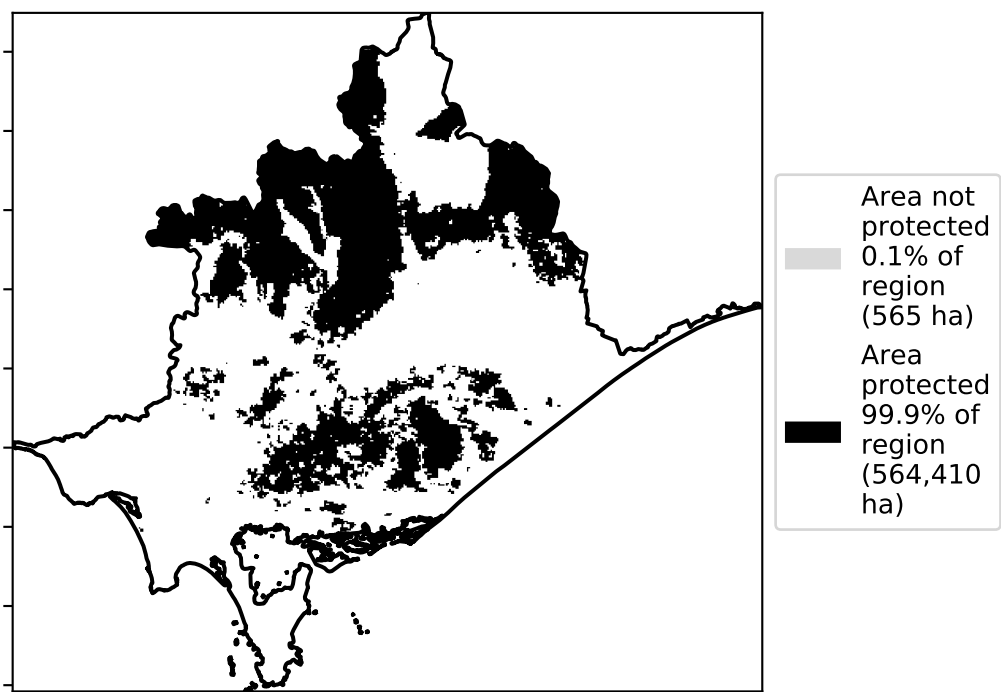 Area not
protected
0.1% of
region
(565 ha)
Area
protected
99.9% of
region
(564,410
ha)